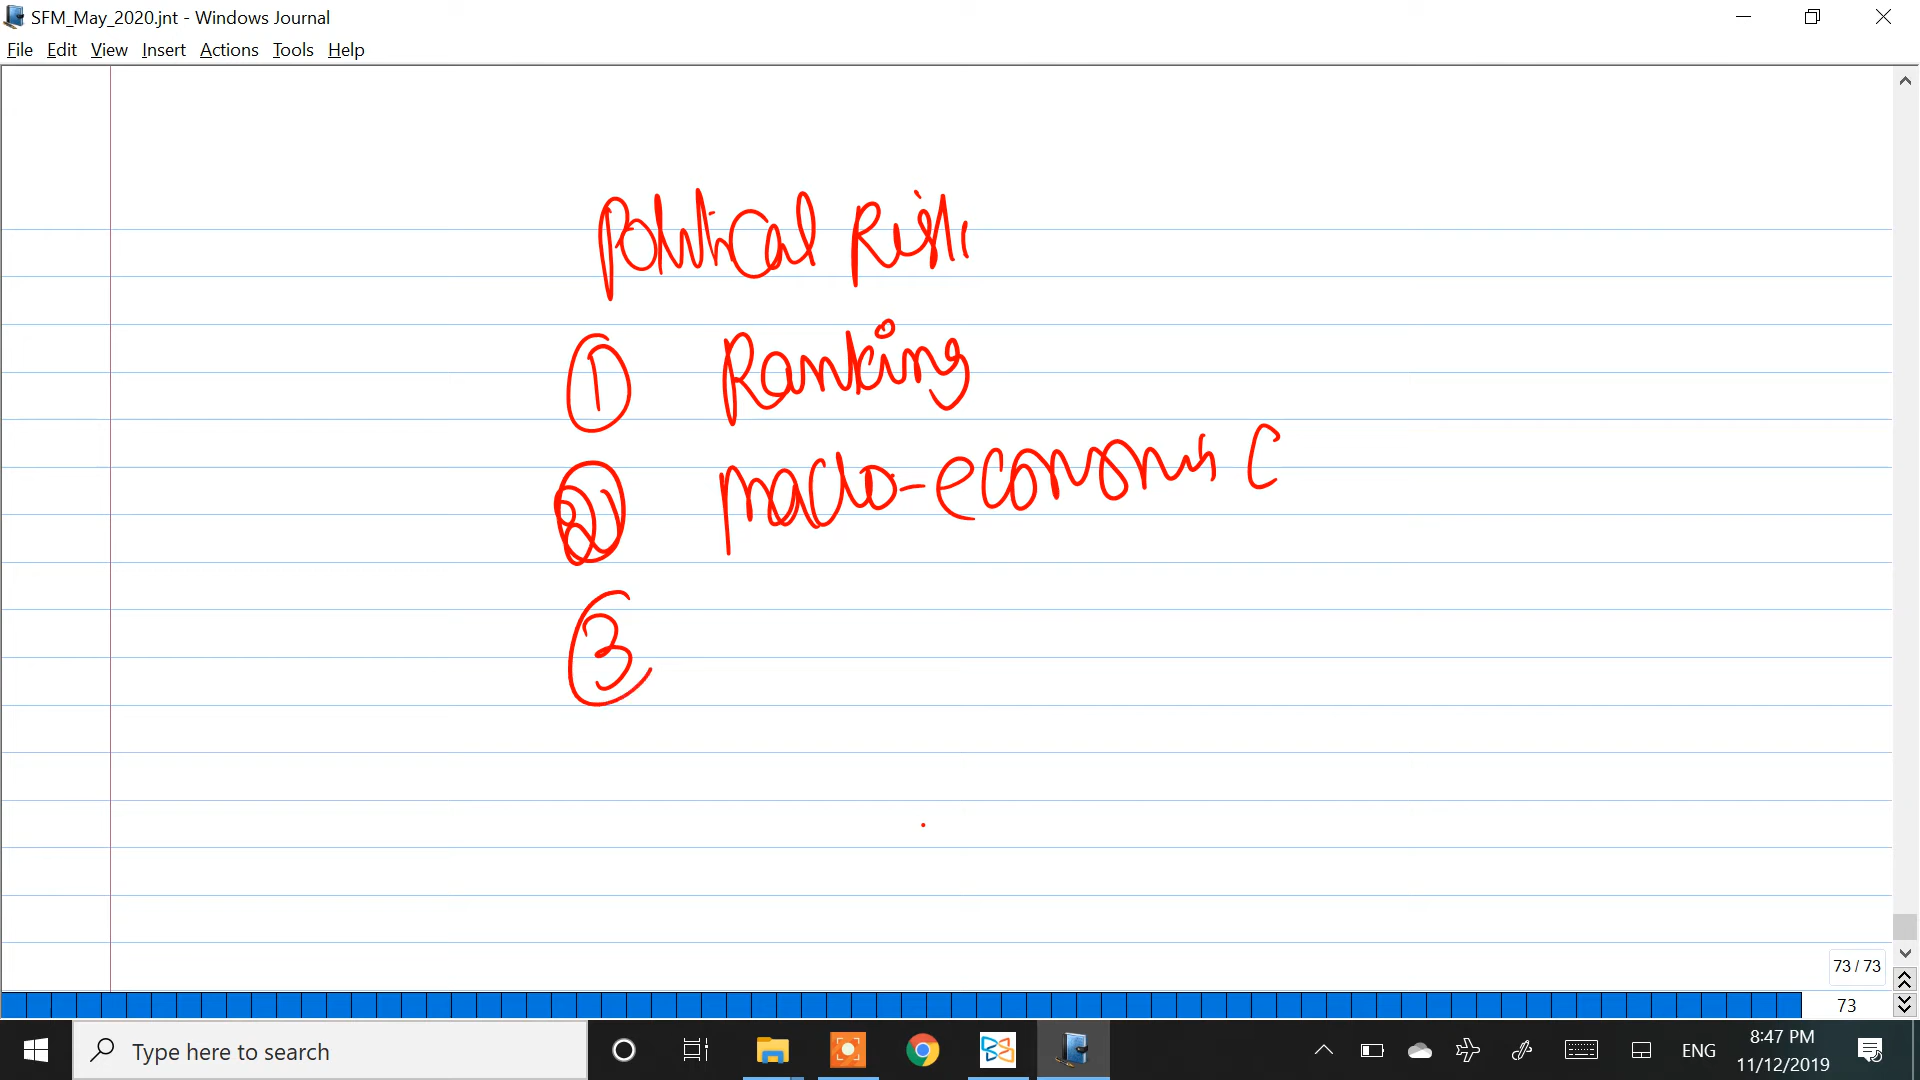 SFM_May_2020.jnt - Windows Journal
File Edit View Insert Actions Tools Help
Political Risk
① Ranking
② macro-economic C
③
73 / 73
73
Type here to search
ENG
8:47 PM
11/12/2019